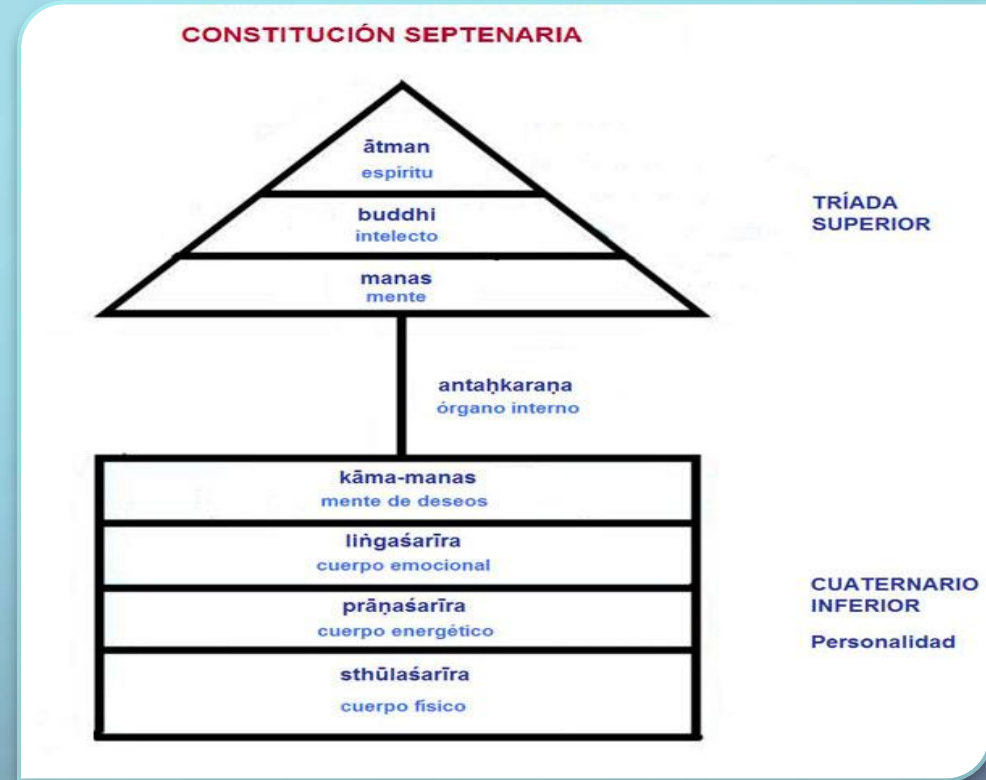 CONSTITUCIÓN SEPTENARIA
ātman
espíritu
buddhi
intelecto
manas
mente
TRÍADA
SUPERIOR
antaḥkaraṇa
órgano interno
kāma-manas
mente de deseos
liṅgaśarīra
cuerpo emocional
prāṇaśarīra
cuerpo energético
sthūlaśarīra
cuerpo físico
CUATERNARIO
INFERIOR
Personalidad